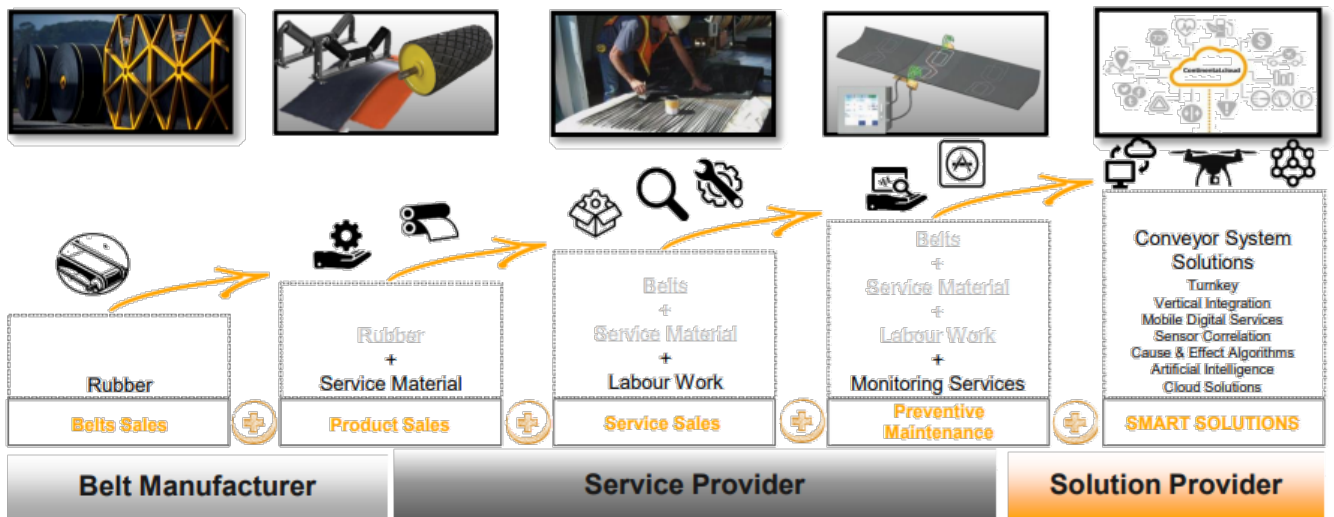 Continental.cloud
Rubber
Belts Sales
Rubber
+
Service Material
Product Sales
Belts
+
Service Material
+
Labour Work
Service Sales
Belts
+
Service Material
+
Labour Work
+
Monitoring Services
Preventive
Maintenance
Conveyor System
Solutions
Turnkey
Vertical Integration
Mobile Digital Services
Sensor Correlation
Cause & Effect Algorithms
Artificial Intelligence
Cloud Solutions
SMART SOLUTIONS
Belt Manufacturer
Service Provider
Solution Provider